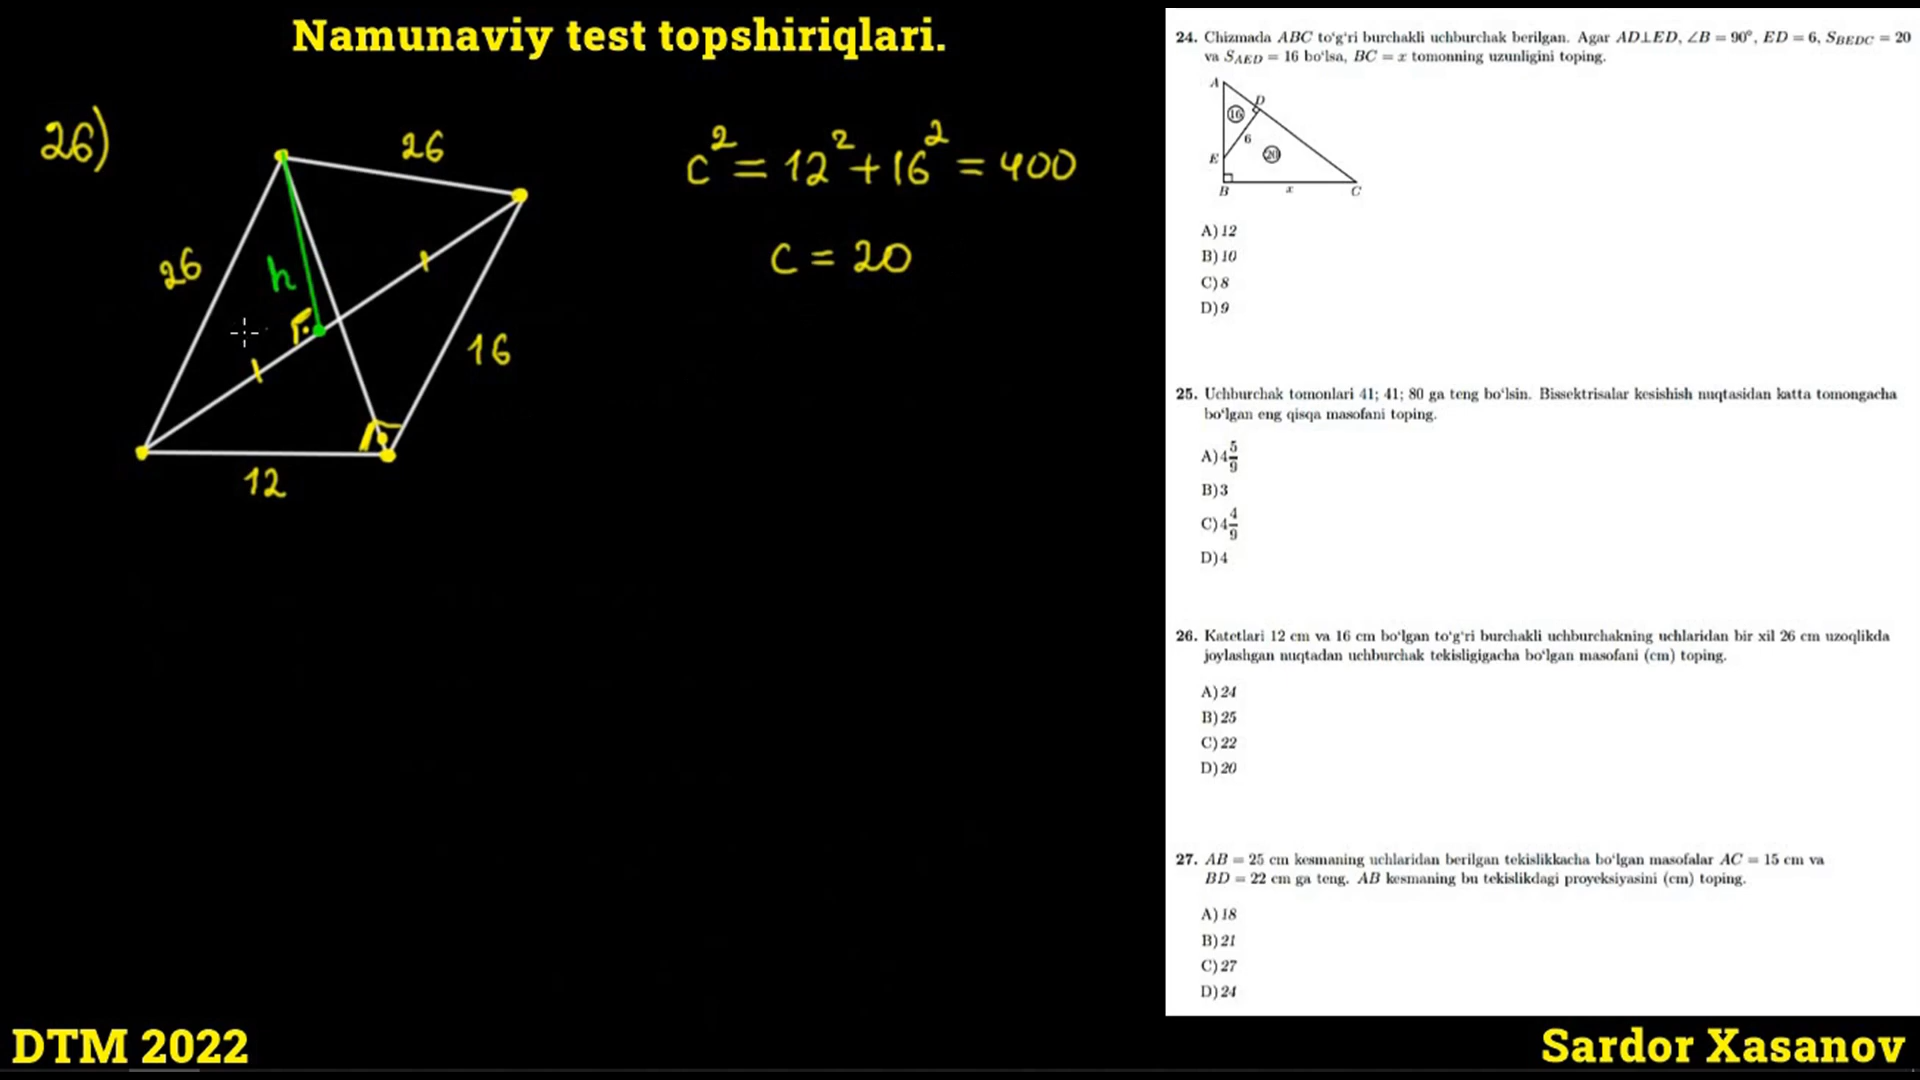 Namunaviy test topshiriqlari.
26)
26
26
h
16
12
c² = 12² + 16² = 400
c = 20
24. Chizmada ABC to‘g‘ri burchakli uchburchak berilgan. Agar AD⊥ED, ∠B = 90°, ED = 6, S_BEDC = 20
va S_AED = 16 bo‘lsa, BC = x tomonning uzunligini toping.
A
D
16
6
20
E
B
x
C
A) 12
B) 10
C) 8
D) 9
25. Uchburchak tomonlari 41; 41; 80 ga teng bo‘lsin. Bissektrisalar kesishish nuqtasidan katta tomongacha
bo‘lgan eng qisqa masofani toping.
A) 4 5/9
B) 3
C) 4 4/9
D) 4
26. Katetlari 12 cm va 16 cm bo‘lgan to‘g‘ri burchakli uchburchakning uchlaridan bir xil 26 cm uzoqlikda
joylashgan nuqtadan uchburchak tekisligigacha bo‘lgan masofani (cm) toping.
A) 24
B) 25
C) 22
D) 20
27. AB = 25 cm kesmaning uchlaridan berilgan tekislikkacha bo‘lgan masofalar AC = 15 cm va
BD = 22 cm ga teng. AB kesmaning bu tekislikdagi proyeksiyasini (cm) toping.
A) 18
B) 21
C) 27
D) 24
DTM 2022
Sardor Xasanov